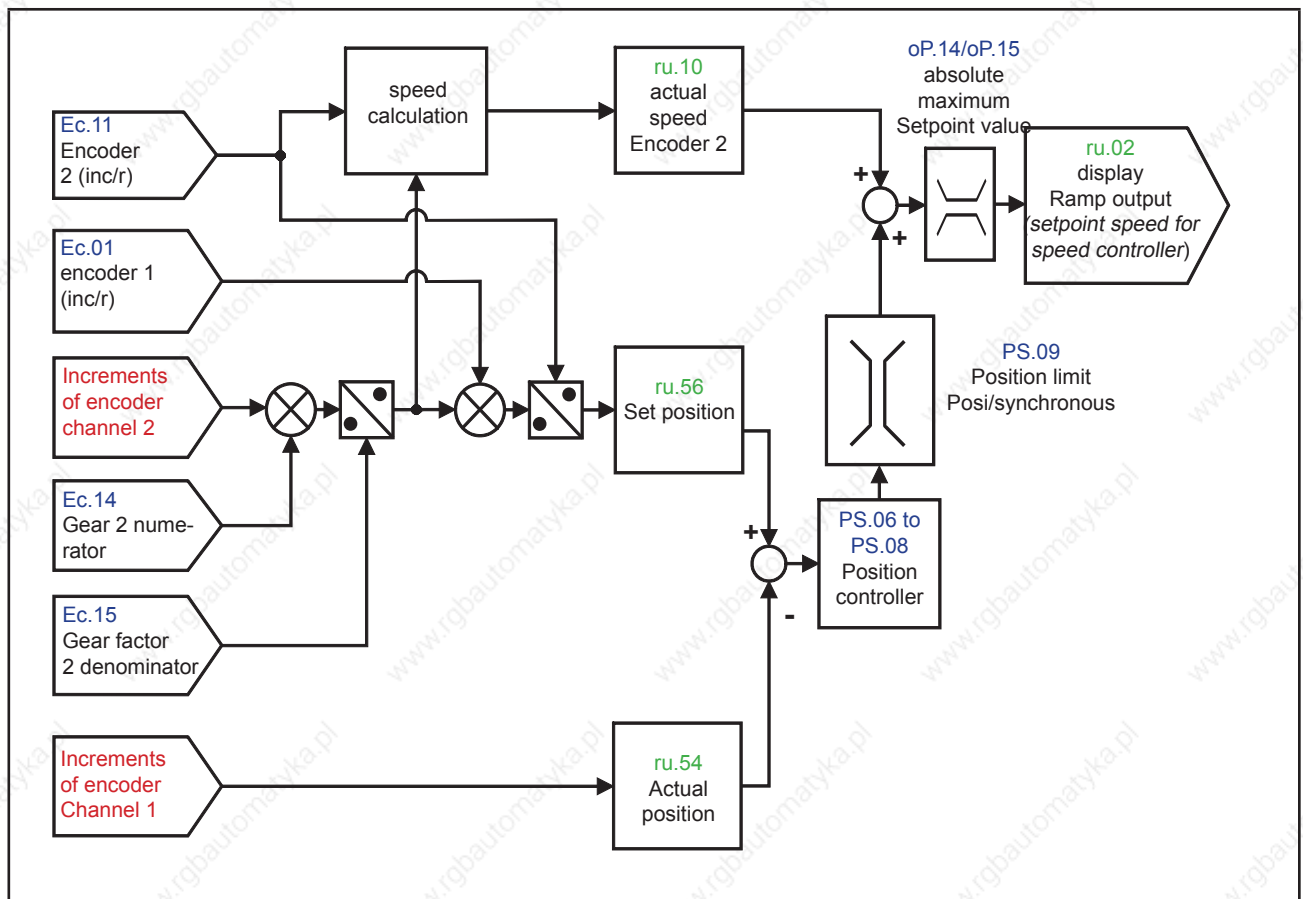 Ec.11
Encoder
2 (inc/r)
speed
calculation
ru.10
actual
speed
Encoder 2
oP.14/oP.15
absolute
maximum
Setpoint value
ru.02
display
Ramp output
(setpoint speed for
speed controller)
+
+
Ec.01
encoder 1
(inc/r)
Increments
of encoder
channel 2
ru.56
Set position
PS.09
Position limit
Posi/synchronous
Ec.14
Gear 2 nume-
rator
+
-
PS.06 to
PS.08
Position
controller
Ec.15
Gear factor
2 denominator
Increments
of encoder
Channel 1
ru.54
Actual
position
www.rgbautomatyka.pl